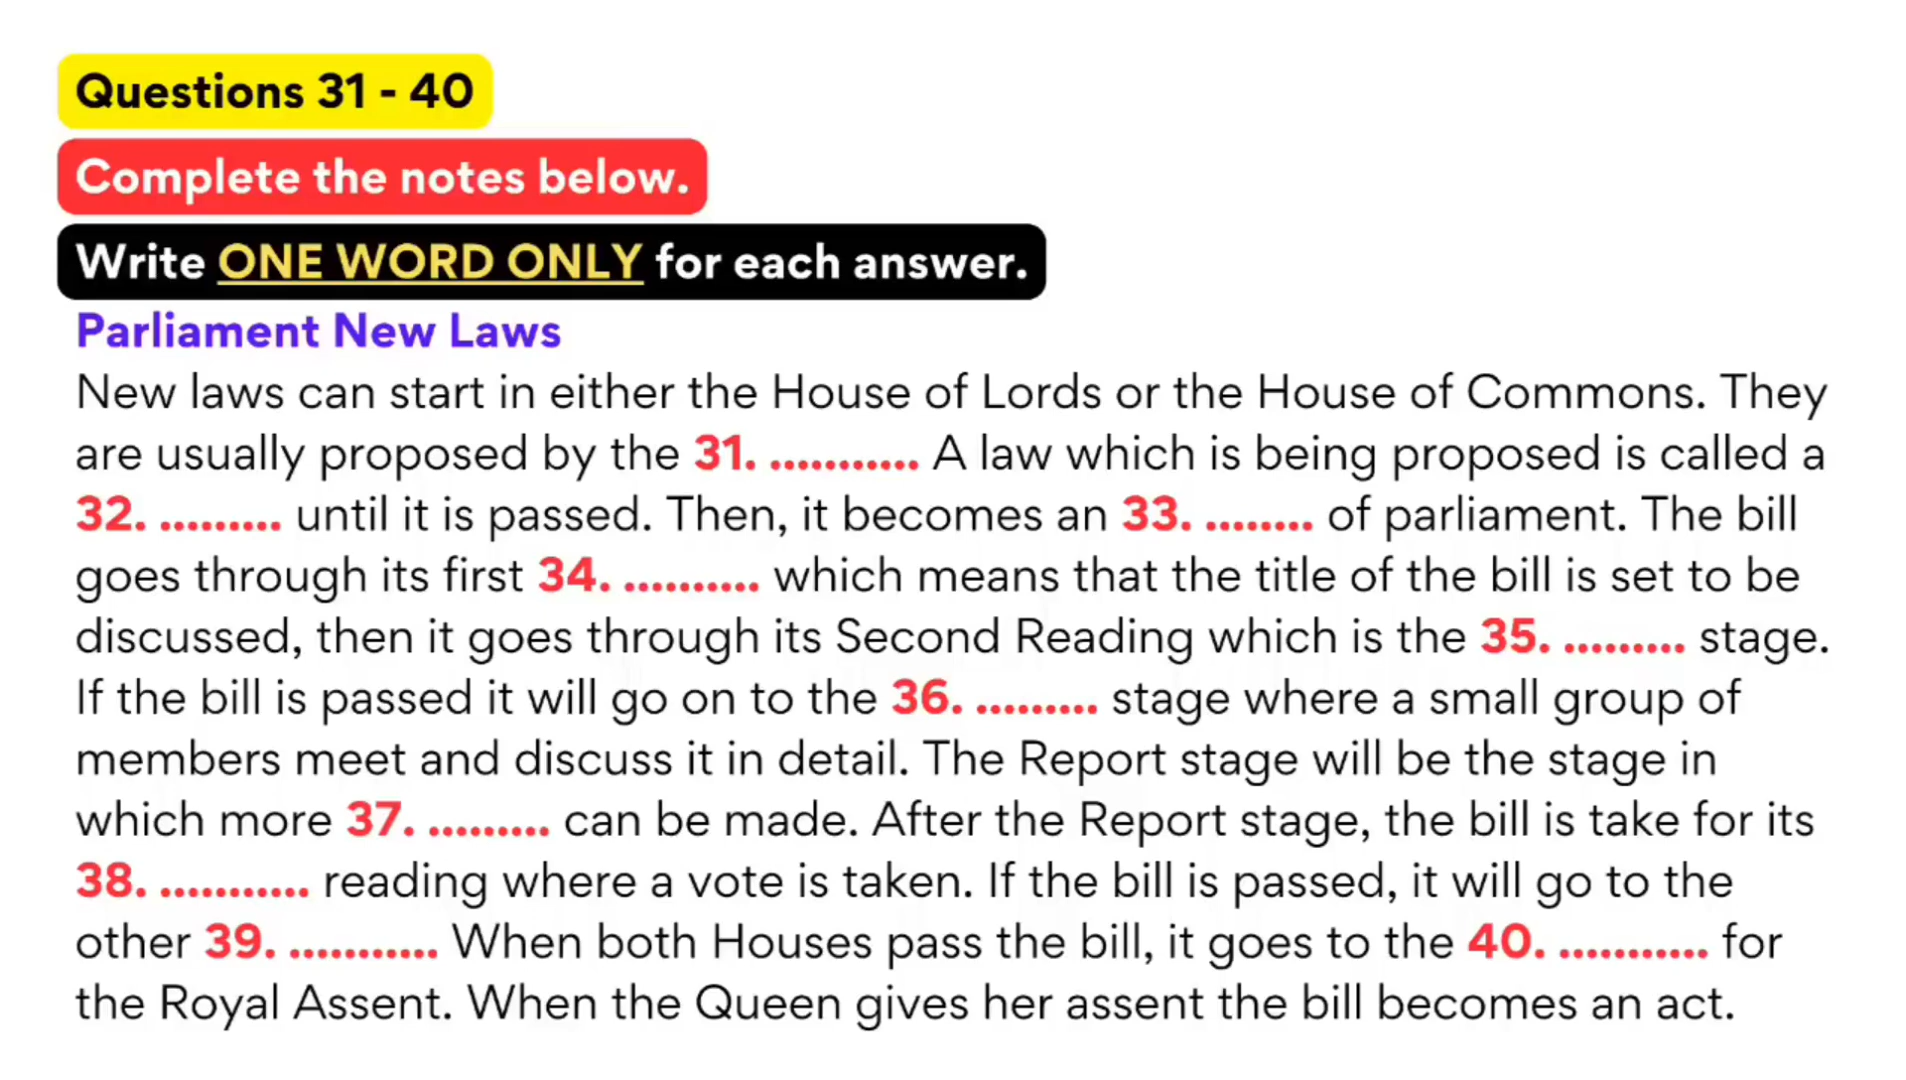 Questions 31 - 40
Complete the notes below.
Write ONE WORD ONLY for each answer.
Parliament New Laws
New laws can start in either the House of Lords or the House of Commons. They
are usually proposed by the 31. ........... A law which is being proposed is called a
32. ......... until it is passed. Then, it becomes an 33. ........ of parliament. The bill
goes through its first 34. .......... which means that the title of the bill is set to be
discussed, then it goes through its Second Reading which is the 35. ......... stage.
If the bill is passed it will go on to the 36. ......... stage where a small group of
members meet and discuss it in detail. The Report stage will be the stage in
which more 37. ......... can be made. After the Report stage, the bill is take for its
38. ........... reading where a vote is taken. If the bill is passed, it will go to the
other 39. ........... When both Houses pass the bill, it goes to the 40. ........... for
the Royal Assent. When the Queen gives her assent the bill becomes an act.